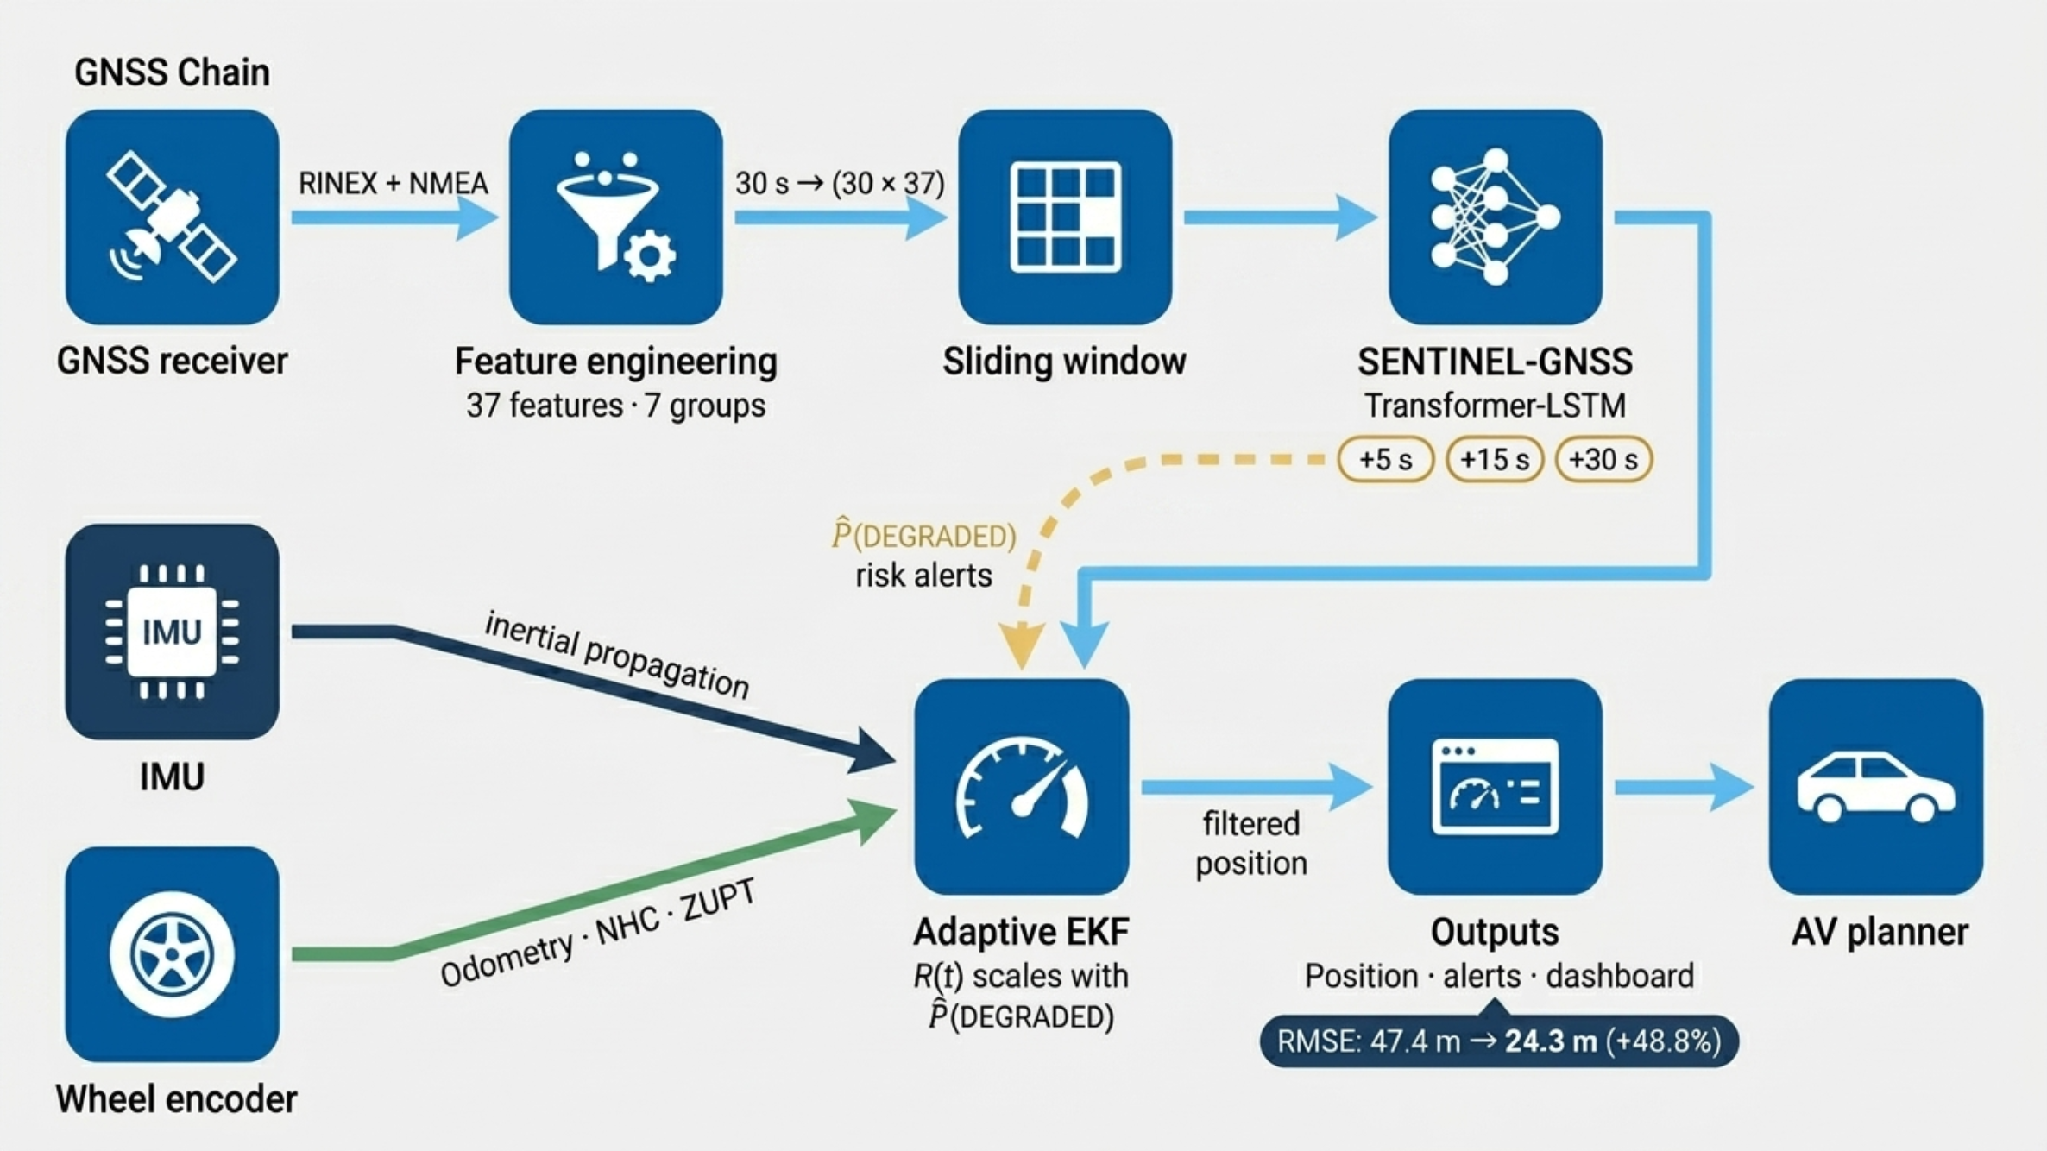 GNSS Chain
RINEX + NMEA
30 s → (30 × 37)
GNSS receiver
Feature engineering
37 features · 7 groups
Sliding window
SENTINEL-GNSS
Transformer-LSTM
+5 s
+15 s
+30 s
P̂(DEGRADED)
risk alerts
IMU
IMU
inertial propagation
Wheel encoder
Odometry · NHC · ZUPT
Adaptive EKF
R(t) scales with
P̂(DEGRADED)
filtered
position
Outputs
Position · alerts · dashboard
RMSE: 47.4 m → 24.3 m (+48.8%)
AV planner